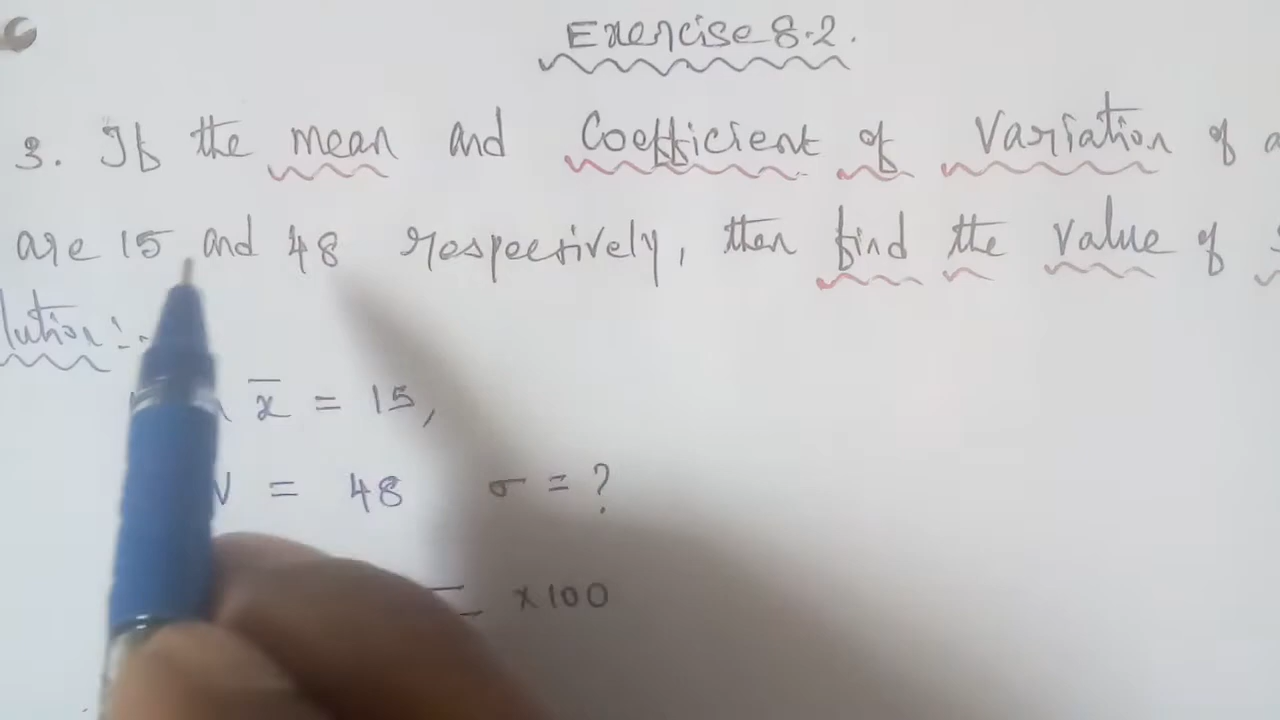 Exercise 8.2.
3. If the mean and Coefficient of Variation of a
are 15 and 48 respectively, then find the value of
lution:-
x̄ = 15,
V = 48 σ = ?
×100